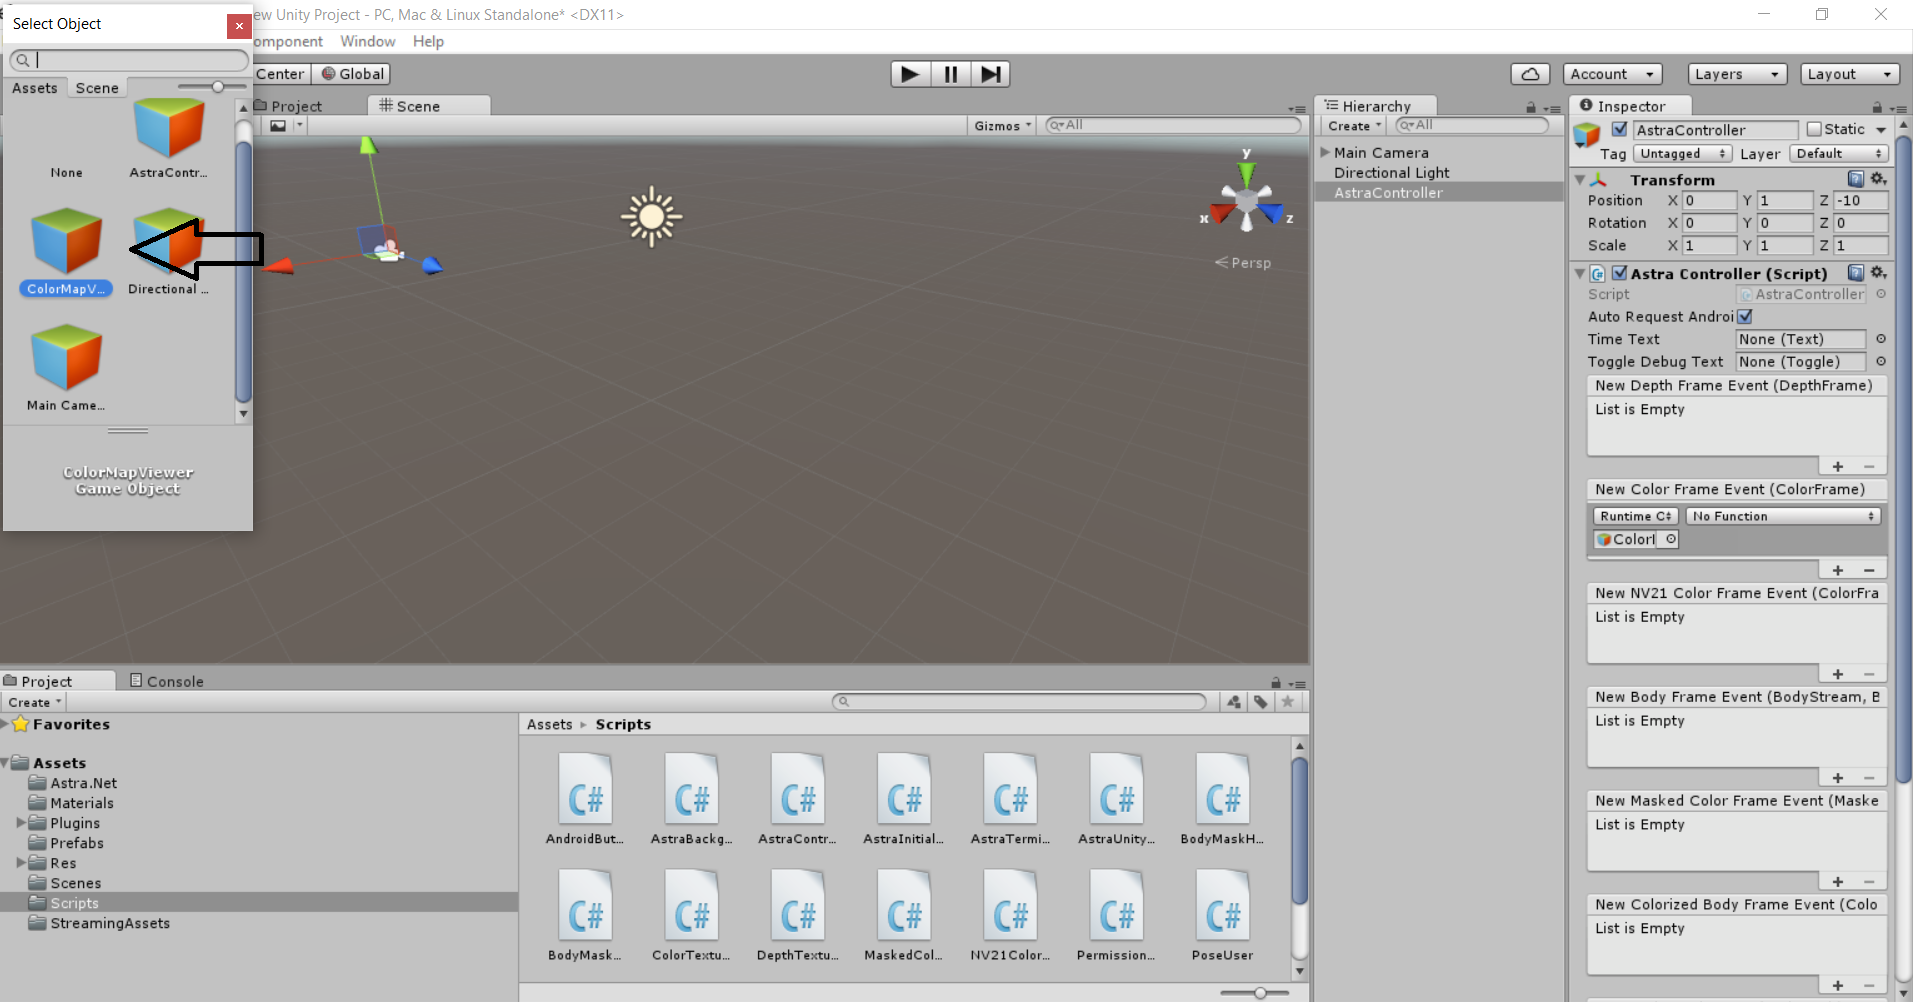 Select Object
ew Unity Project - PC, Mac & Linux Standalone* <DX11>
omponent Window Help
Assets Scene
Center Global
Account Layers Layout
None
AstraContr...
ColorMapV...
Directional ...
Main Came...
ColorMapViewer
Game Object
Project Scene
Gizmos All
y
x z
Persp
Hierarchy
Create All
Main Camera
Directional Light
AstraController
Inspector
AstraController Static
Tag Untagged Layer Default
Transform
Position X 0 Y 1 Z -10
Rotation X 0 Y 0 Z 0
Scale X 1 Y 1 Z 1
Astra Controller (Script)
Script AstraController
Auto Request Androi
Time Text None (Text)
Toggle Debug Text None (Toggle)
New Depth Frame Event (DepthFrame)
List is Empty
+ −
New Color Frame Event (ColorFrame)
Runtime C No Function
Colorl
+ −
New NV21 Color Frame Event (ColorFra
List is Empty
+ −
New Body Frame Event (BodyStream, B
List is Empty
+ −
New Masked Color Frame Event (Maske
List is Empty
+ −
New Colorized Body Frame Event (Colo
List is Empty
+ −
Project Console
Create
Favorites
Assets
Astra.Net
Materials
Plugins
Prefabs
Res
Scenes
Scripts
StreamingAssets
Assets ▸ Scripts
C# C# C# C# C# C# C#
AndroidBut... AstraBackg... AstraContr... AstraInitial... AstraTermi... AstraUnity... BodyMaskH...
C# C# C# C# C# C# C#
BodyMask... ColorTextu... DepthTextu... MaskedCol... NV21Color... Permission... PoseUser